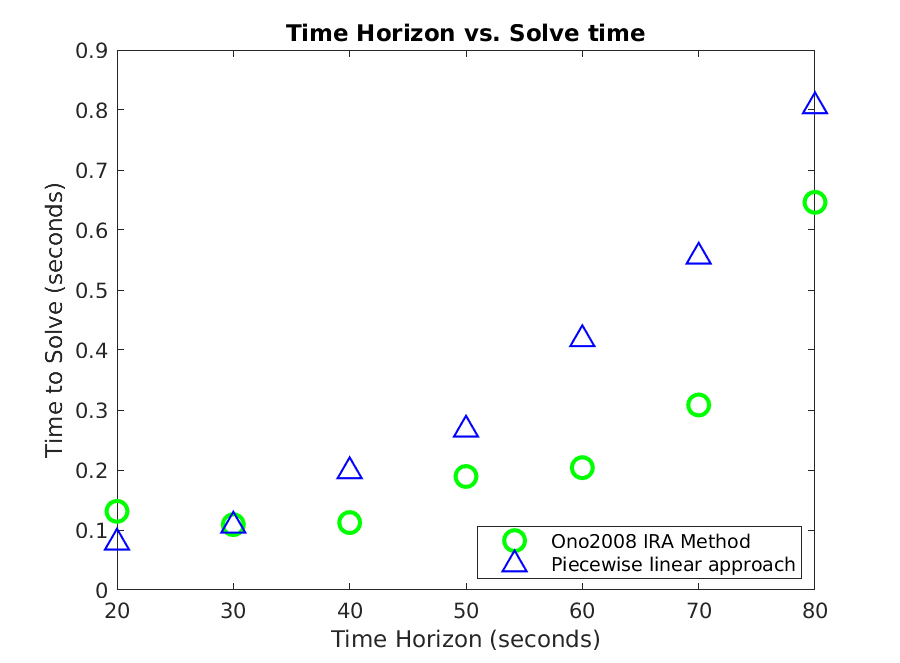 Time Horizon vs. Solve time
0.9
0.8
0.7
0.6
0.5
0.4
0.3
0.2
0.1
0
Time to Solve (seconds)
20 30 40 50 60 70 80
Time Horizon (seconds)
Ono2008 IRA Method
Piecewise linear approach